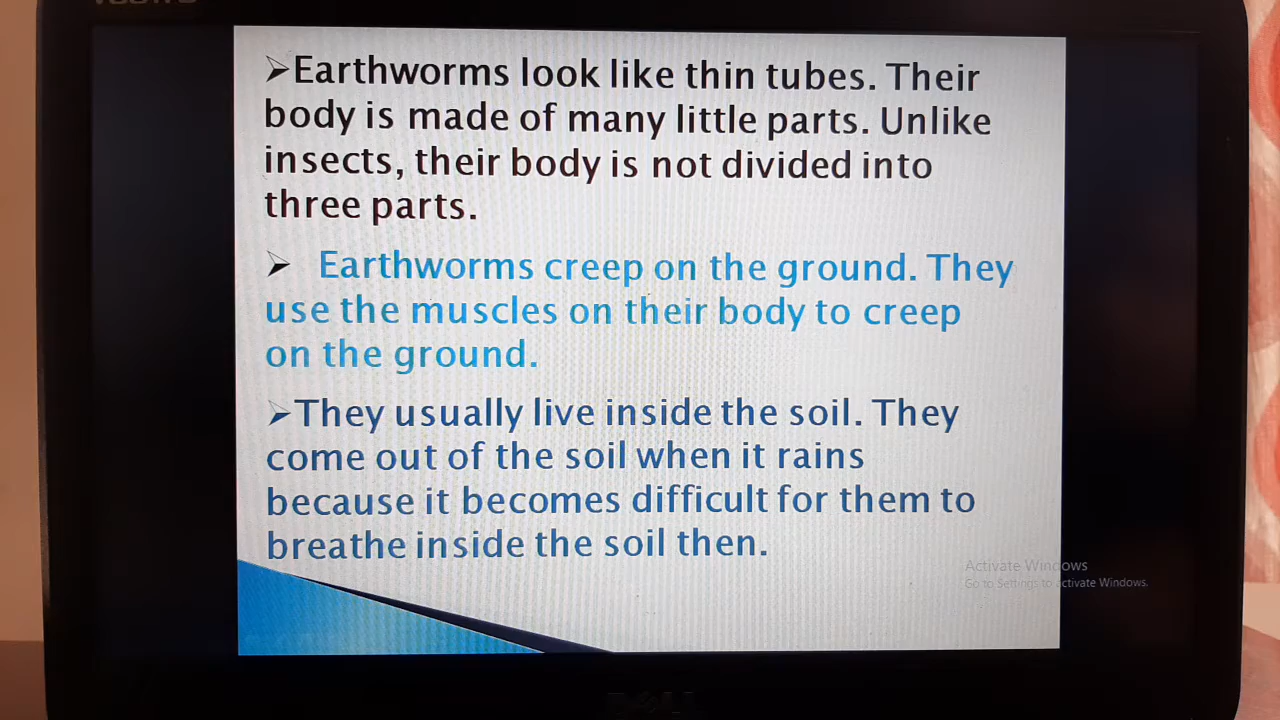 ➢Earthworms look like thin tubes. Their
body is made of many little parts. Unlike
insects, their body is not divided into
three parts.
➢ Earthworms creep on the ground. They
use the muscles on their body to creep
on the ground.
➢They usually live inside the soil. They
come out of the soil when it rains
because it becomes difficult for them to
breathe inside the soil then.
Activate Windows
Go to Settings to activate Windows.
DELL